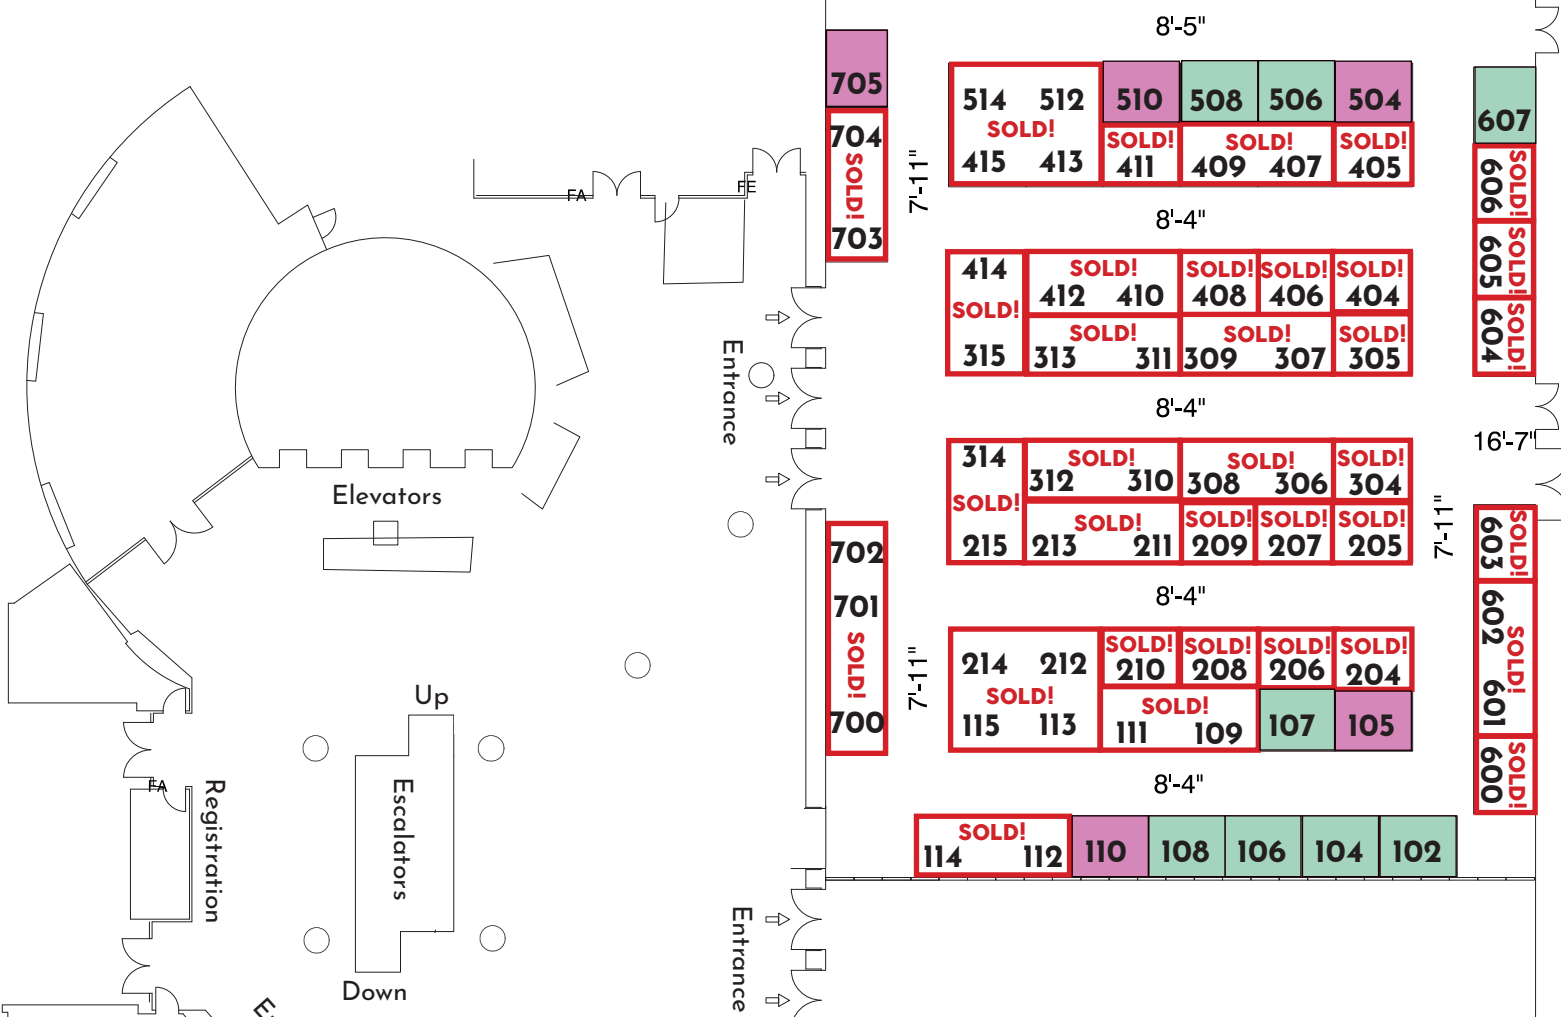 8'-5"
705
514 512
SOLD!
415 413
510
508
506
504
SOLD!
411
SOLD!
409 407
SOLD!
405
607
704
SOLD!
703
7'-11"
FA
FE
606
SOLD!
605
SOLD!
604
SOLD!
8'-4"
414
SOLD!
315
SOLD!
412 410
SOLD!
408
SOLD!
406
SOLD!
404
SOLD!
313 311
SOLD!
309 307
SOLD!
305
Entrance
8'-4"
16'-7"
314
SOLD!
215
SOLD!
312 310
SOLD!
308 306
SOLD!
304
SOLD!
213 211
SOLD!
209
SOLD!
207
SOLD!
205
7'-11"
Elevators
702
701
SOLD!
700
603
SOLD!
602
601
SOLD!
600
SOLD!
8'-4"
7'-11"
214 212
SOLD!
115 113
SOLD!
210
SOLD!
208
SOLD!
206
SOLD!
204
SOLD!
111 109
107
105
Up
Escalators
Down
FA
Registration
8'-4"
SOLD!
114 112
110
108
106
104
102
Entrance